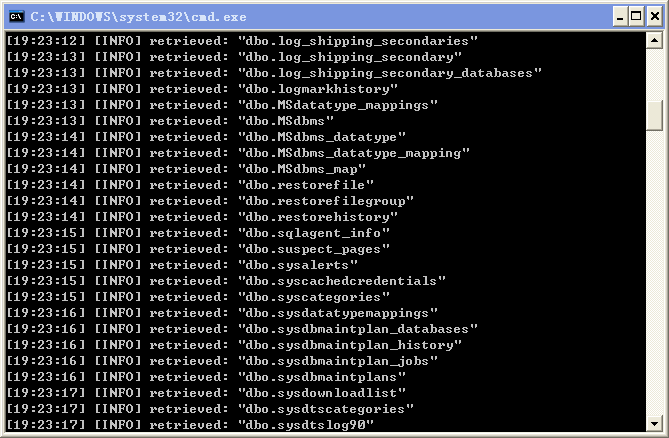 C:\WINDOWS\system32\cmd.exe
[19:23:12] [INFO] retrieved: "dbo.log_shipping_secondaries"
[19:23:13] [INFO] retrieved: "dbo.log_shipping_secondary"
[19:23:13] [INFO] retrieved: "dbo.log_shipping_secondary_databases"
[19:23:13] [INFO] retrieved: "dbo.logmarkhistory"
[19:23:13] [INFO] retrieved: "dbo.MSdatatype_mappings"
[19:23:13] [INFO] retrieved: "dbo.MSdbms"
[19:23:14] [INFO] retrieved: "dbo.MSdbms_datatype"
[19:23:14] [INFO] retrieved: "dbo.MSdbms_datatype_mapping"
[19:23:14] [INFO] retrieved: "dbo.MSdbms_map"
[19:23:14] [INFO] retrieved: "dbo.restorefile"
[19:23:14] [INFO] retrieved: "dbo.restorefilegroup"
[19:23:14] [INFO] retrieved: "dbo.restorehistory"
[19:23:15] [INFO] retrieved: "dbo.sqlagent_info"
[19:23:15] [INFO] retrieved: "dbo.suspect_pages"
[19:23:15] [INFO] retrieved: "dbo.sysalerts"
[19:23:15] [INFO] retrieved: "dbo.syscachedcredentials"
[19:23:15] [INFO] retrieved: "dbo.syscategories"
[19:23:16] [INFO] retrieved: "dbo.sysdatatypemappings"
[19:23:16] [INFO] retrieved: "dbo.sysdbmaintplan_databases"
[19:23:16] [INFO] retrieved: "dbo.sysdbmaintplan_history"
[19:23:16] [INFO] retrieved: "dbo.sysdbmaintplan_jobs"
[19:23:16] [INFO] retrieved: "dbo.sysdbmaintplans"
[19:23:17] [INFO] retrieved: "dbo.sysdownloadlist"
[19:23:17] [INFO] retrieved: "dbo.sysdtscategories"
[19:23:17] [INFO] retrieved: "dbo.sysdtslog90"